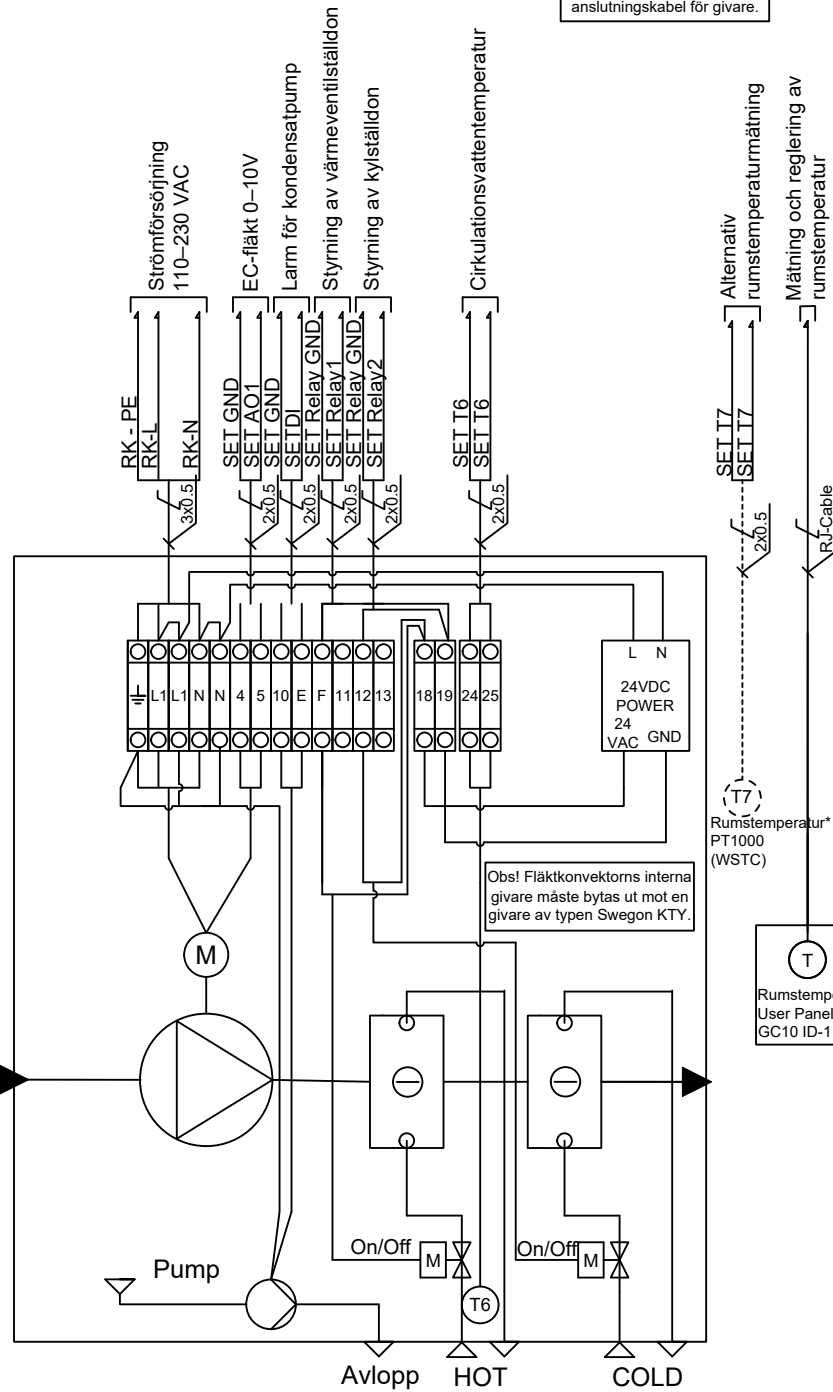 anslutningskabel för givare.
Strömförsörjning
110–230 VAC
EC-fläkt 0–10V
Larm för kondensatpump
Styrning av värmeventilställdon
Styrning av kylställdon
Cirkulationsvattentemperatur
Alternativ
rumstemperaturmätning
Mätning och reglering av
rumstemperatur
RK - PE
RK-L
RK-N
SET GND
SET AO1
SET GND
SETDI
SET Relay GND
SET Relay1
SET Relay GND
SET Relay2
SET T6
SET T6
SET T7
SET T7
3x0.5
2x0.5
2x0.5
2x0.5
2x0.5
2x0.5
2x0.5
RJ-Cable
L1
L1
N
N
4
5
10
E
F
11
12
13
18
19
24
25
L N
24VDC
POWER
24
VAC GND
T7
Rumstemperatur*
PT1000
(WSTC)
Obs! Fläktkonvektorns interna
givare måste bytas ut mot en
givare av typen Swegon KTY.
M
T
User Panel
GC10 ID-1
On/Off
M
On/Off
M
T6
Pump
Avlopp
HOT
COLD